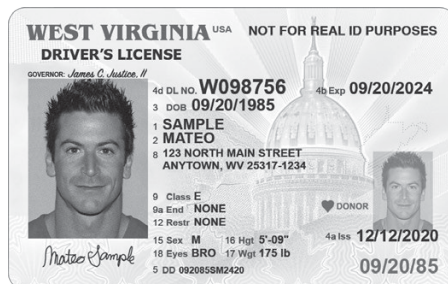 WEST VIRGINIA USA NOT FOR REAL ID PURPOSES
DRIVER'S LICENSE
GOVERNOR: James C. Justice, II
4d DL NO. W098756 4b Exp 09/20/2024
3 DOB 09/20/1985
1 SAMPLE
2 MATEO
8 123 NORTH MAIN STREET
ANYTOWN, WV 25317-1234
9 Class E
9a End NONE
12 Restr NONE
DONOR
15 Sex M 16 Hgt 5'-09" 4a Iss 12/12/2020
18 Eyes BRO 17 Wgt 175 lb
Mateo Sample
5 DD 092085SM2420 09/20/85